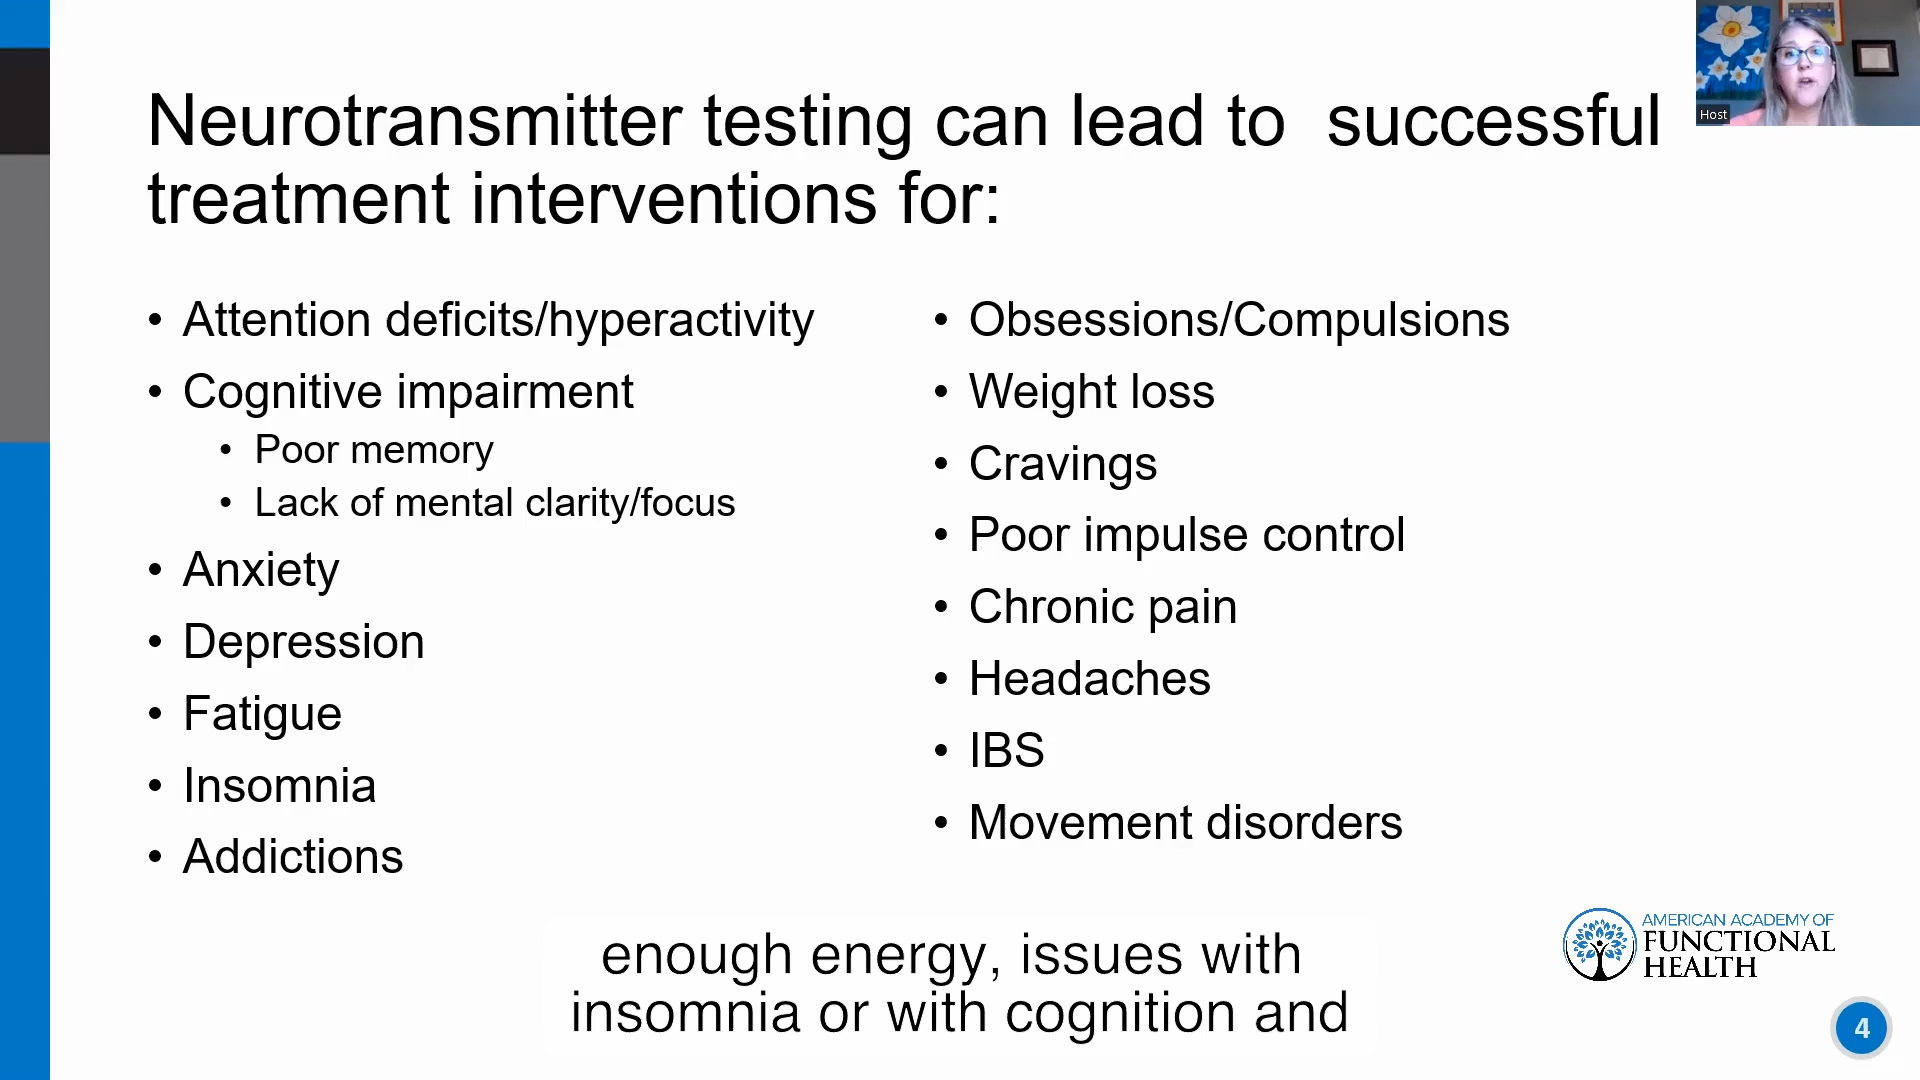 Neurotransmitter testing can lead to  successful
treatment interventions for:
• Attention deficits/hyperactivity
• Cognitive impairment
• Poor memory
• Lack of mental clarity/focus
• Anxiety
• Depression
• Fatigue
• Insomnia
• Addictions
• Obsessions/Compulsions
• Weight loss
• Cravings
• Poor impulse control
• Chronic pain
• Headaches
• IBS
• Movement disorders
enough energy, issues with
insomnia or with cognition and
AMERICAN ACADEMY OF
FUNCTIONAL
HEALTH
4
Host